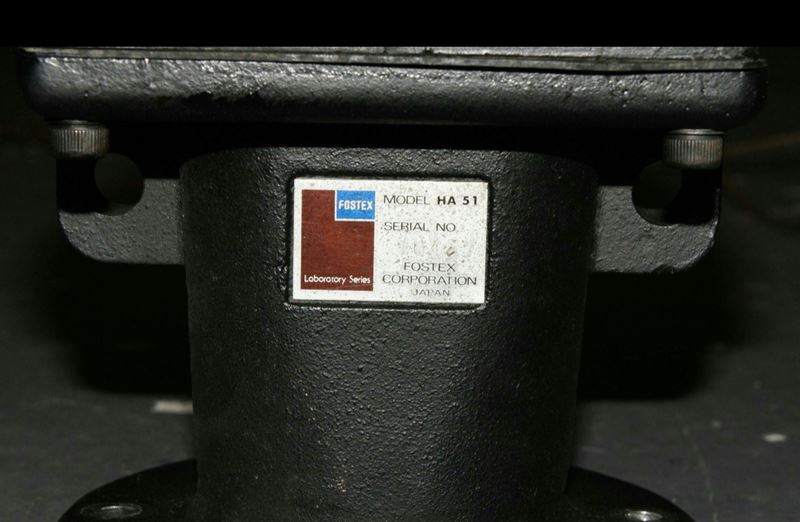 FOSTEX
Laboratory Series
MODEL HA 51
SERIAL NO
FOSTEX
CORPORATION
JAPAN